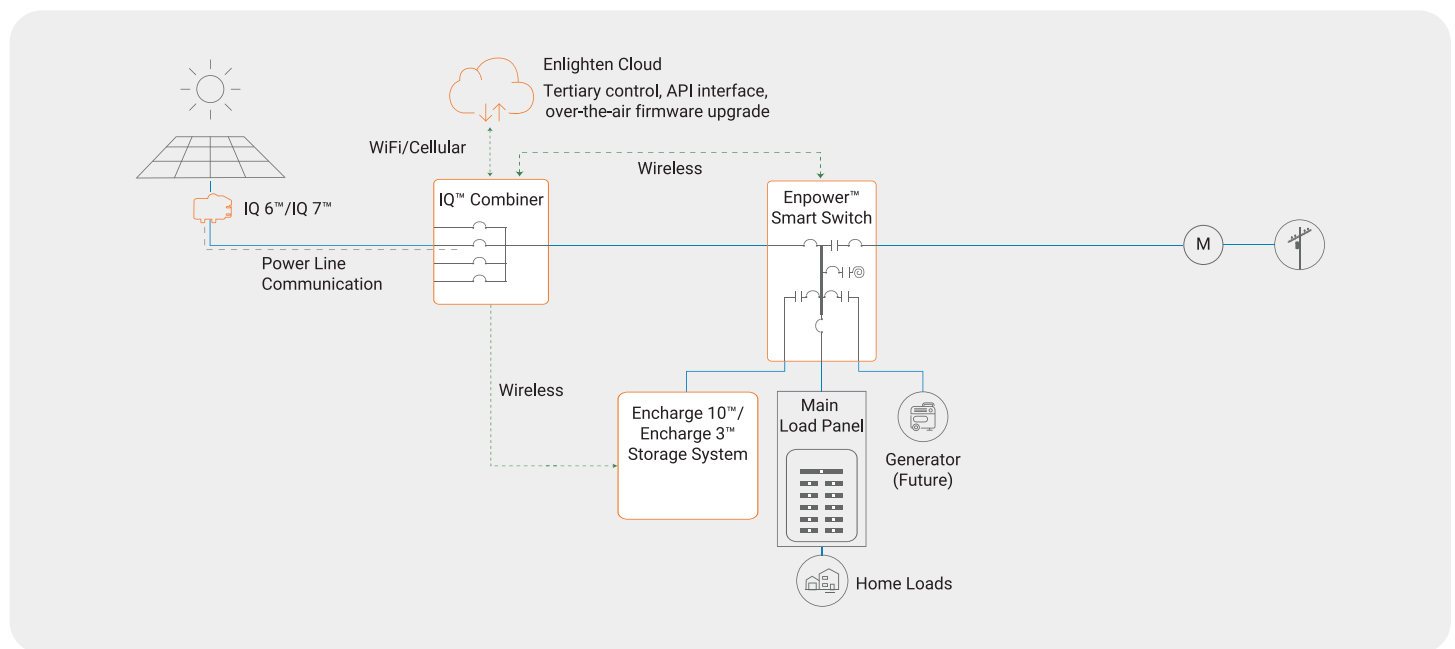 Enlighten Cloud
Tertiary control, API interface,
over-the-air firmware upgrade
WiFi/Cellular
Wireless
IQ™ Combiner
Enpower™
Smart Switch
IQ 6™/IQ 7™
M
Power Line
Communication
Wireless
Encharge 10™/
Encharge 3™
Storage System
Main
Load Panel
Generator
(Future)
Home Loads